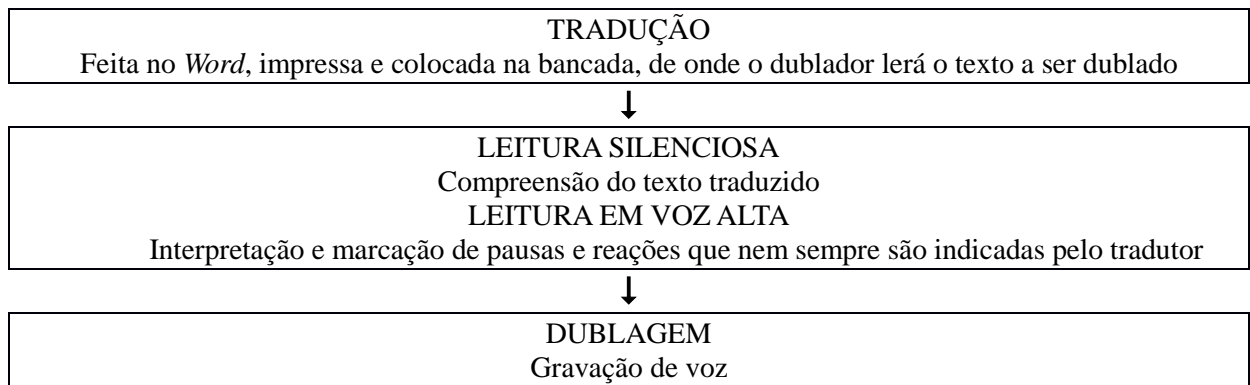 TRADUÇÃO
Feita no Word, impressa e colocada na bancada, de onde o dublador lerá o texto a ser dublado
LEITURA SILENCIOSA
Compreensão do texto traduzido
LEITURA EM VOZ ALTA
Interpretação e marcação de pausas e reações que nem sempre são indicadas pelo tradutor
DUBLAGEM
Gravação de voz